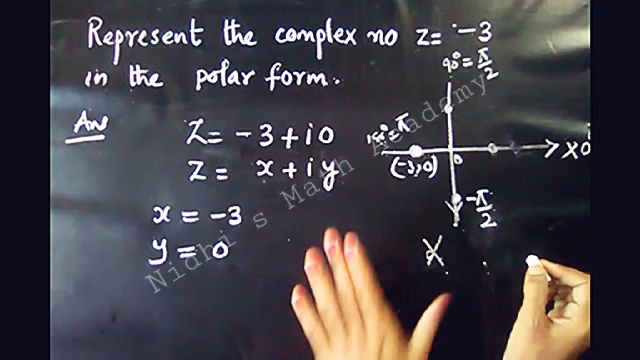 Represent the complex no z = -3
in the polar form.
Ans
Z = -3 + i0
Z = x + iy
x = -3
y = 0
90° = π/2
180° = π
(-3,0)
0
X 0
-π/2
Nidhi's Math Academy